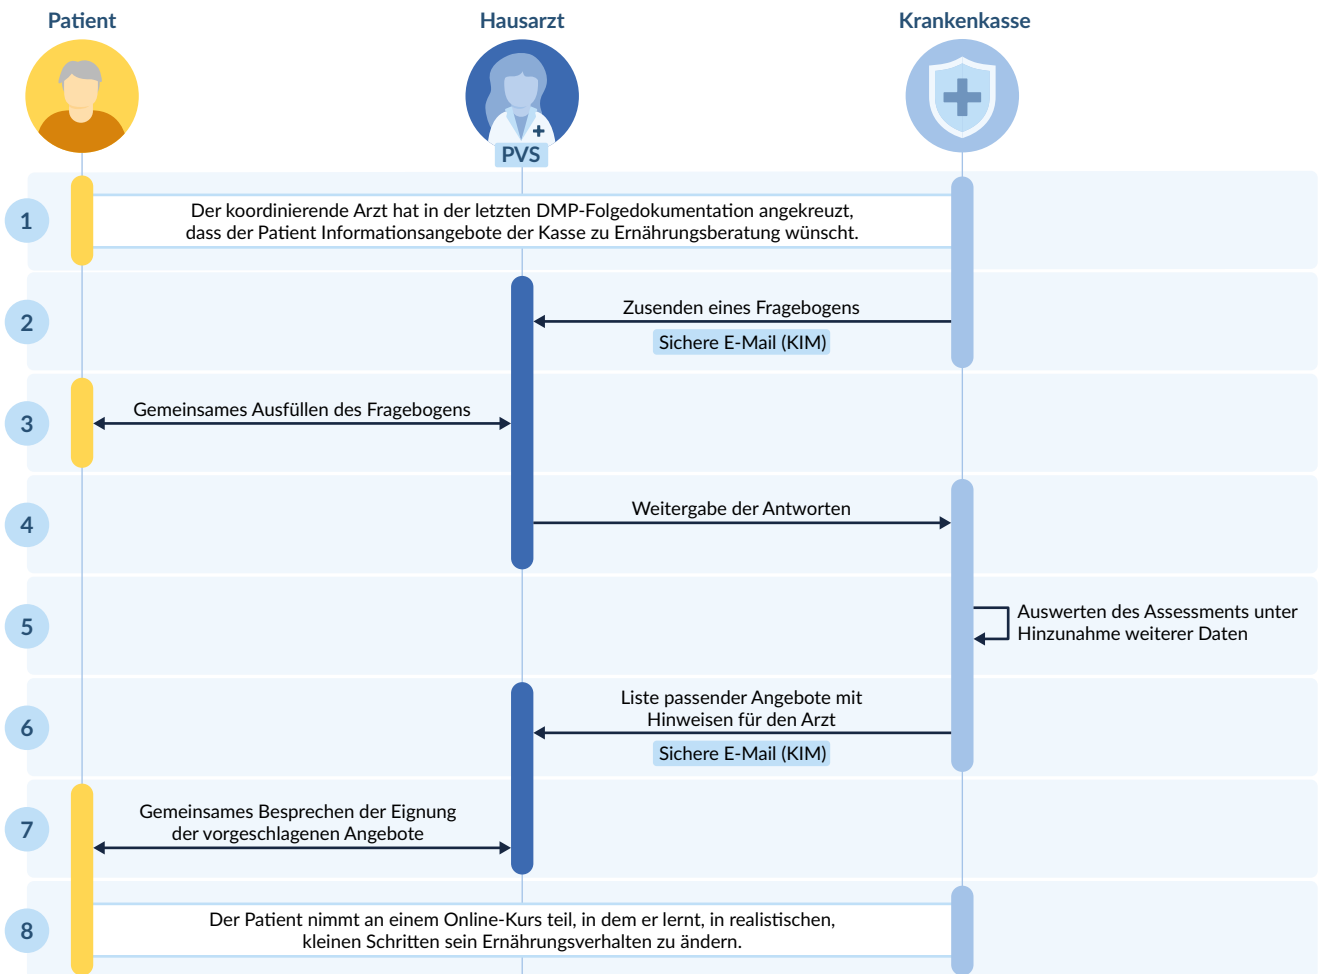 Patient
Hausarzt
Krankenkasse
PVS
1
Der koordinierende Arzt hat in der letzten DMP-Folgedokumentation angekreuzt,
dass der Patient Informationsangebote der Kasse zu Ernährungsberatung wünscht.
2
Zusenden eines Fragebogens
Sichere E-Mail (KIM)
3
Gemeinsames Ausfüllen des Fragebogens
4
Weitergabe der Antworten
5
Auswerten des Assessments unter
Hinzunahme weiterer Daten
6
Liste passender Angebote mit
Hinweisen für den Arzt
Sichere E-Mail (KIM)
7
Gemeinsames Besprechen der Eignung
der vorgeschlagenen Angebote
8
Der Patient nimmt an einem Online-Kurs teil, in dem er lernt, in realistischen,
kleinen Schritten sein Ernährungsverhalten zu ändern.